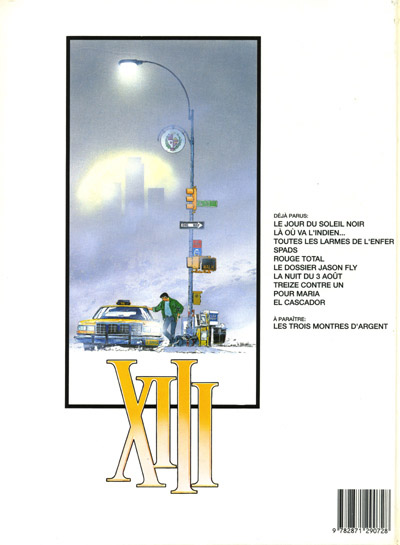 DÉJÀ PARUS:
LE JOUR DU SOLEIL NOIR
LÀ OÙ VA L'INDIEN...
TOUTES LES LARMES DE L'ENFER
SPADS
ROUGE TOTAL
LE DOSSIER JASON FLY
LA NUIT DU 3 AOÛT
TREIZE CONTRE UN
POUR MARIA
EL CASCADOR
À PARAÎTRE:
LES TROIS MONTRES D'ARGENT
XIII
9 782871 290728